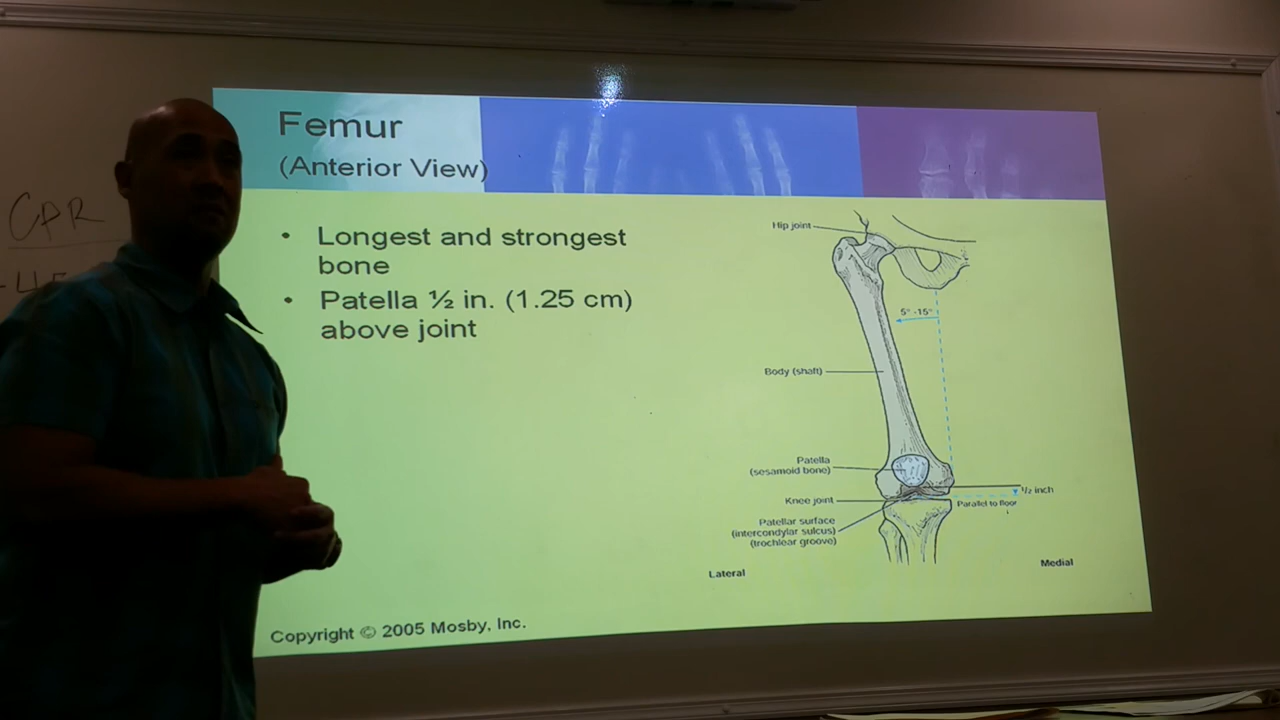 CPR
Femur
(Anterior View)
• Longest and strongest
bone
• Patella ½ in. (1.25 cm)
above joint
Hip joint
5° -15°
Body (shaft)
Patella
(sesamoid bone)
Knee joint
1/2 inch
Parallel to floor
Patellar surface
(intercondylar sulcus)
(trochlear groove)
Lateral
Medial
Copyright © 2005 Mosby, Inc.